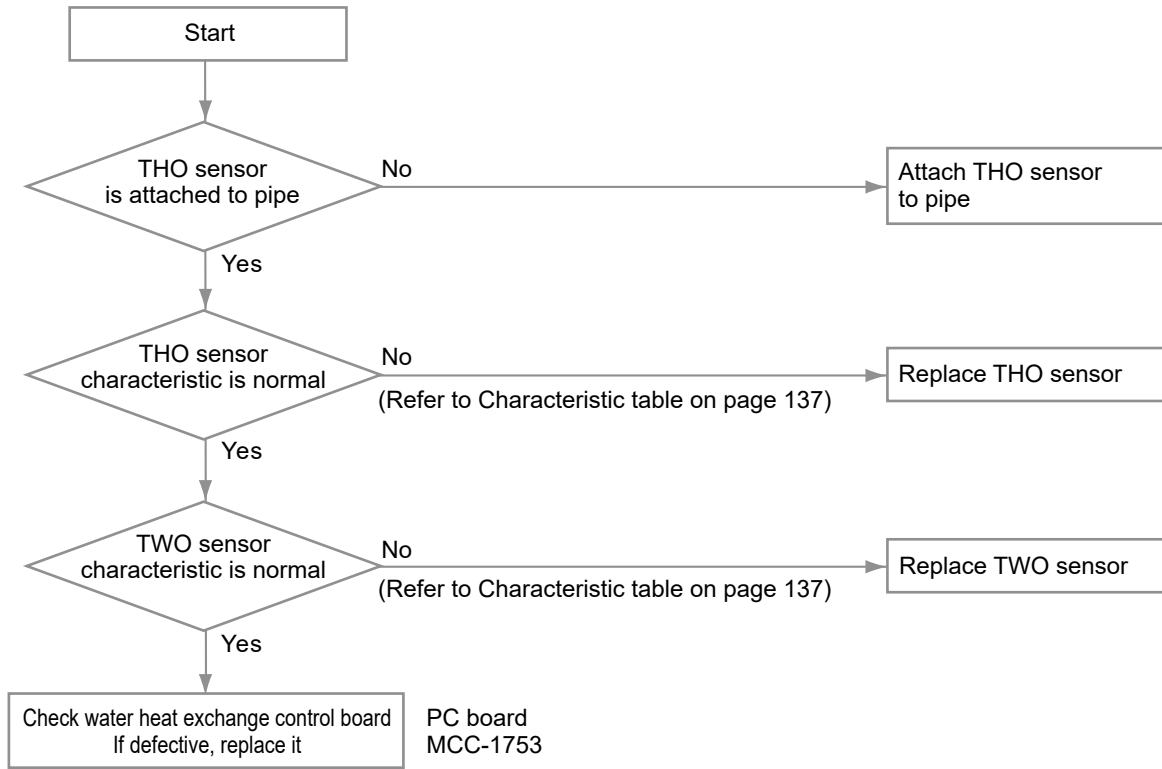 Start
THO sensor
is attached to pipe
No
Attach THO sensor
to pipe
Yes
THO sensor
characteristic is normal
No
(Refer to Characteristic table on page 137)
Replace THO sensor
Yes
TWO sensor
characteristic is normal
No
(Refer to Characteristic table on page 137)
Replace TWO sensor
Yes
Check water heat exchange control board
If defective, replace it
PC board
MCC-1753